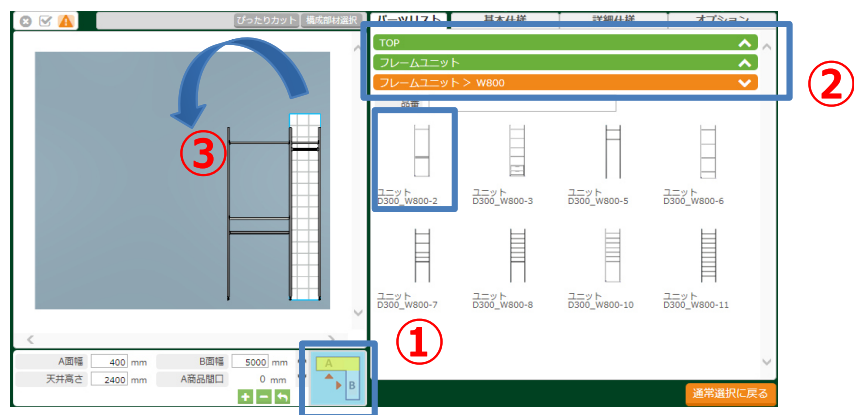 ぴったりカット 構成部材選択
パーツリスト 基本仕様 詳細仕様 オプション
TOP
フレームユニット
フレームユニット > W800
②
品番
③
ユニット
D300_W800-2
ユニット
D300_W800-3
ユニット
D300_W800-5
ユニット
D300_W800-6
ユニット
D300_W800-7
ユニット
D300_W800-8
ユニット
D300_W800-10
ユニット
D300_W800-11
①
A面幅 400 mm B面幅 5000 mm
天井高さ 2400 mm A商品間口 0 mm
A
B
通常選択に戻る